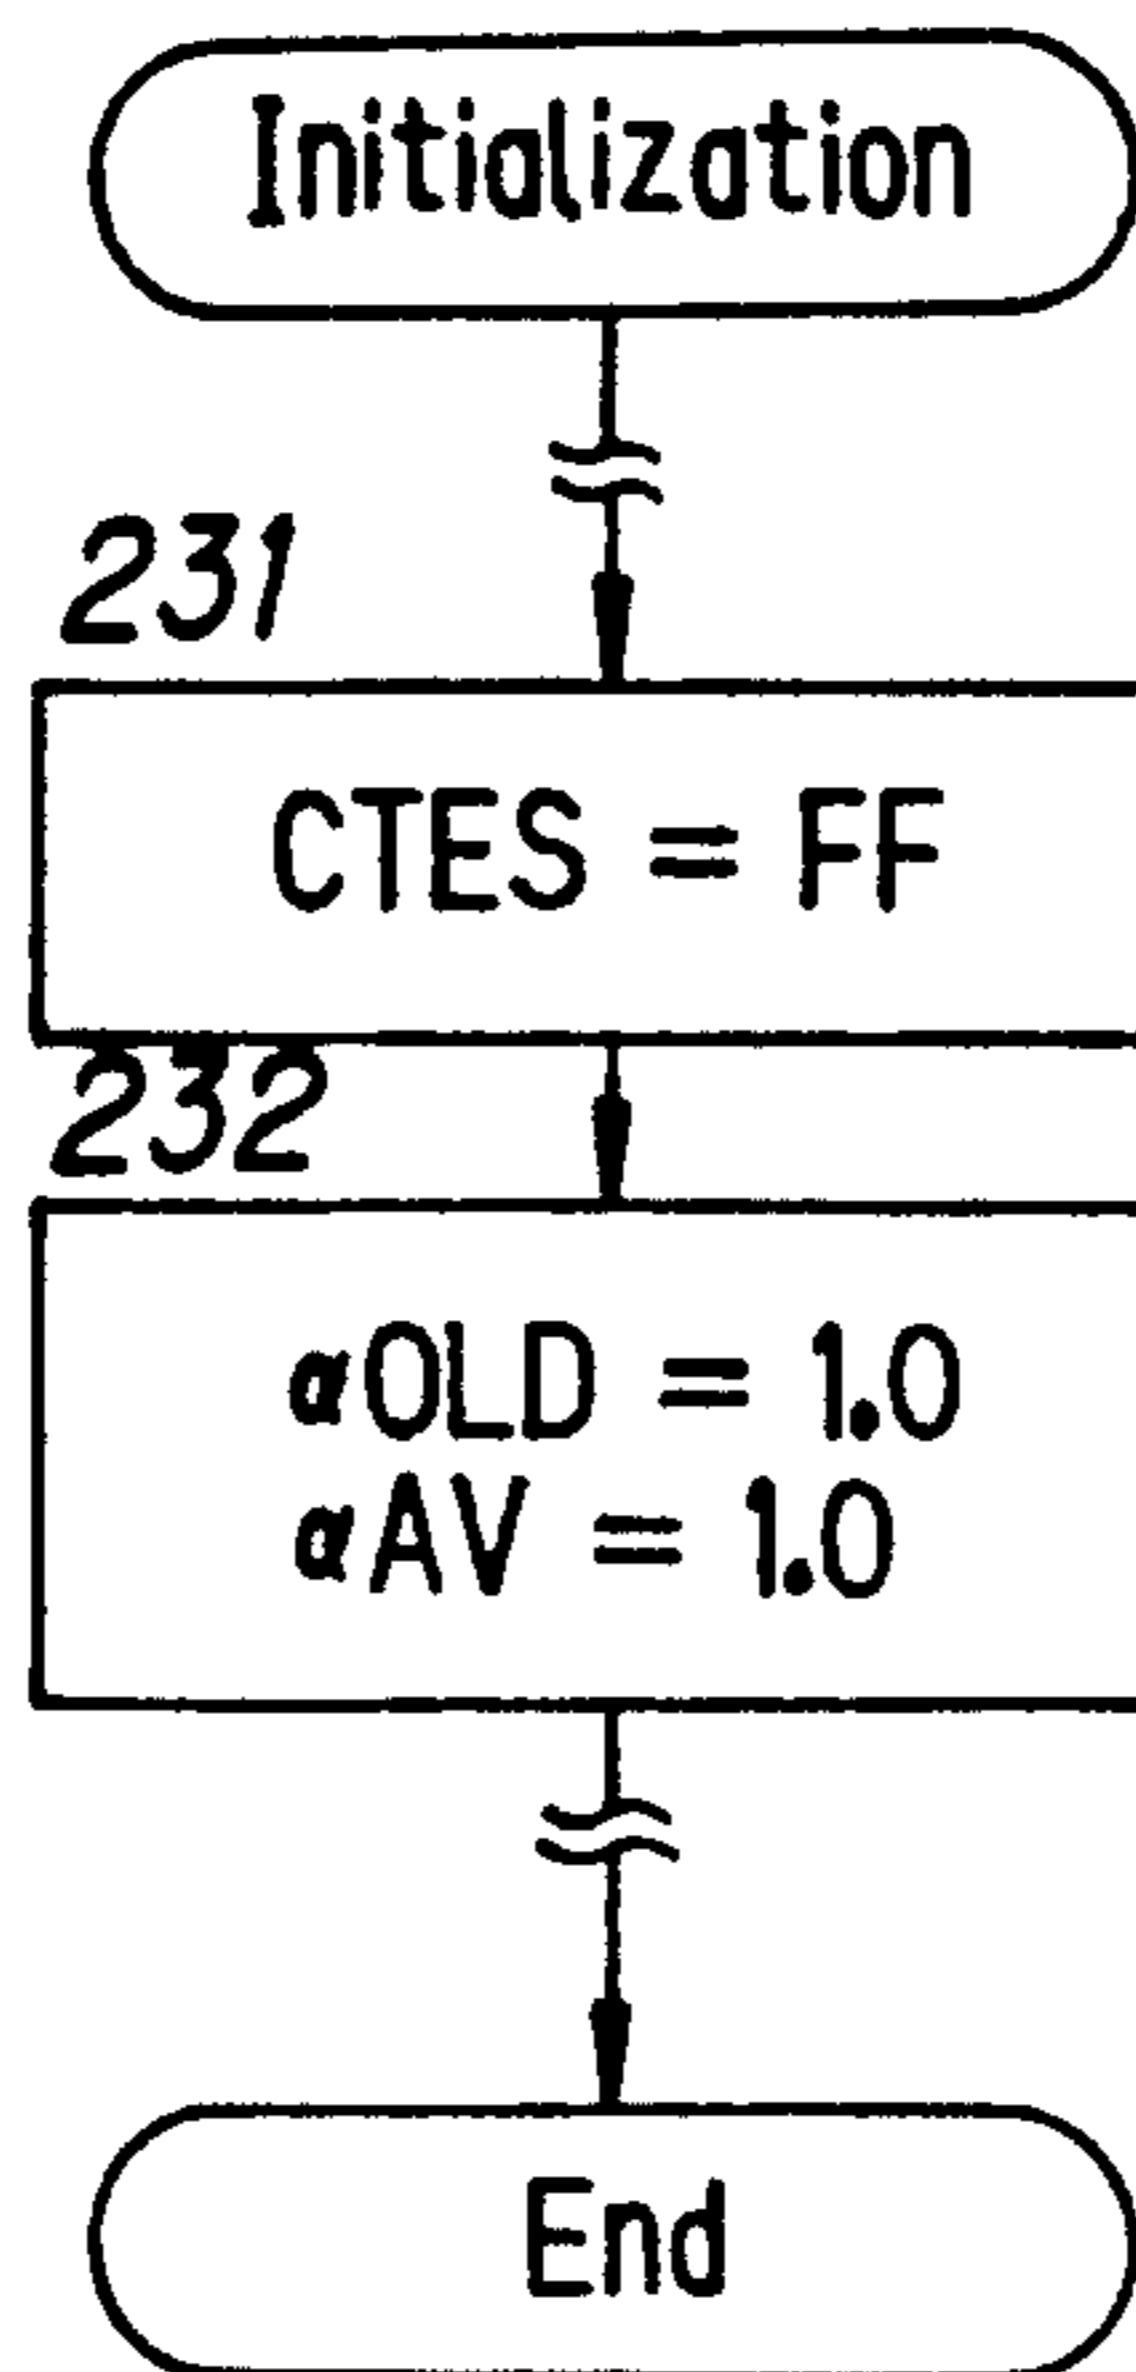 Initialization
231
CTES = FF
232
αOLD = 1.0
αAV = 1.0
End